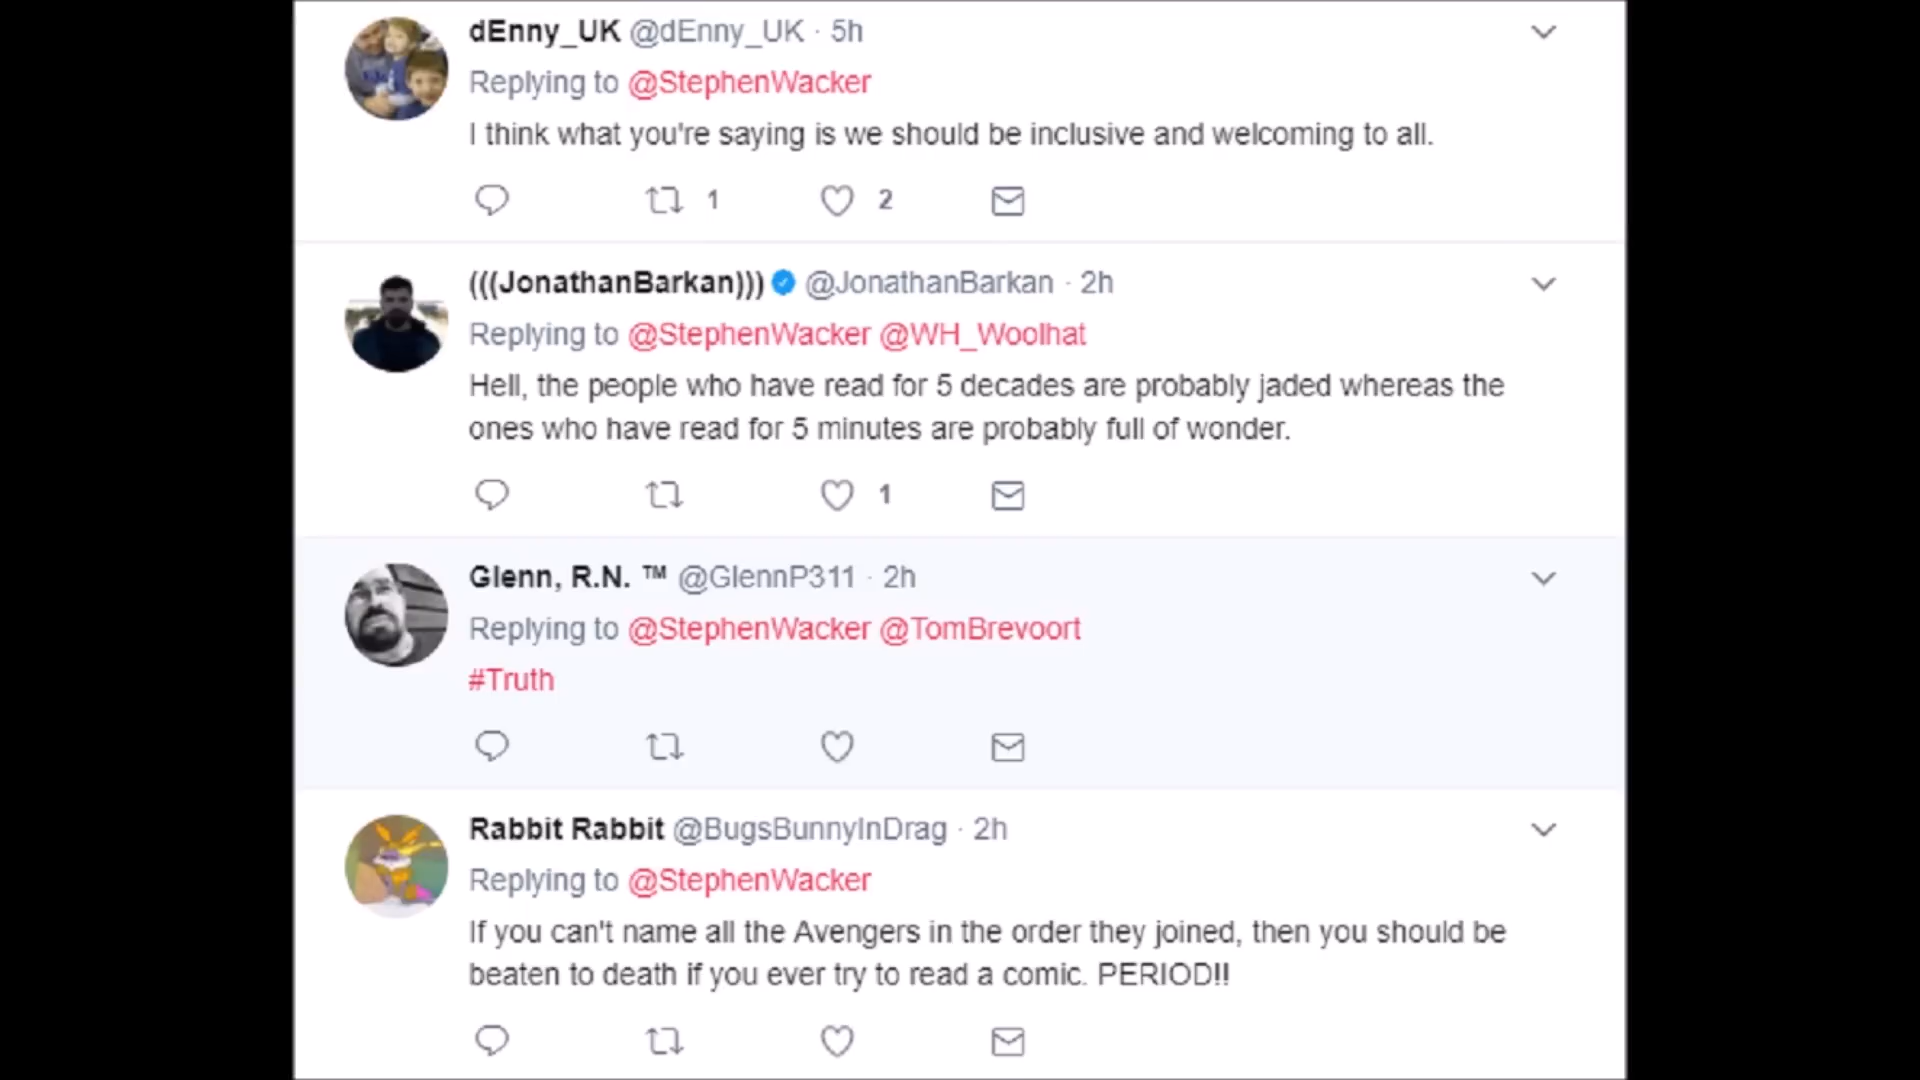 dEnny_UK @dEnny_UK · 5h
Replying to @StephenWacker
I think what you're saying is we should be inclusive and welcoming to all.
1 2
(((JonathanBarkan))) @JonathanBarkan · 2h
Replying to @StephenWacker @WH_Woolhat
Hell, the people who have read for 5 decades are probably jaded whereas the
ones who have read for 5 minutes are probably full of wonder.
1
Glenn, R.N. ™ @GlennP311 · 2h
Replying to @StephenWacker @TomBrevoort
#Truth
Rabbit Rabbit @BugsBunnyInDrag · 2h
Replying to @StephenWacker
If you can't name all the Avengers in the order they joined, then you should be
beaten to death if you ever try to read a comic. PERIOD!!